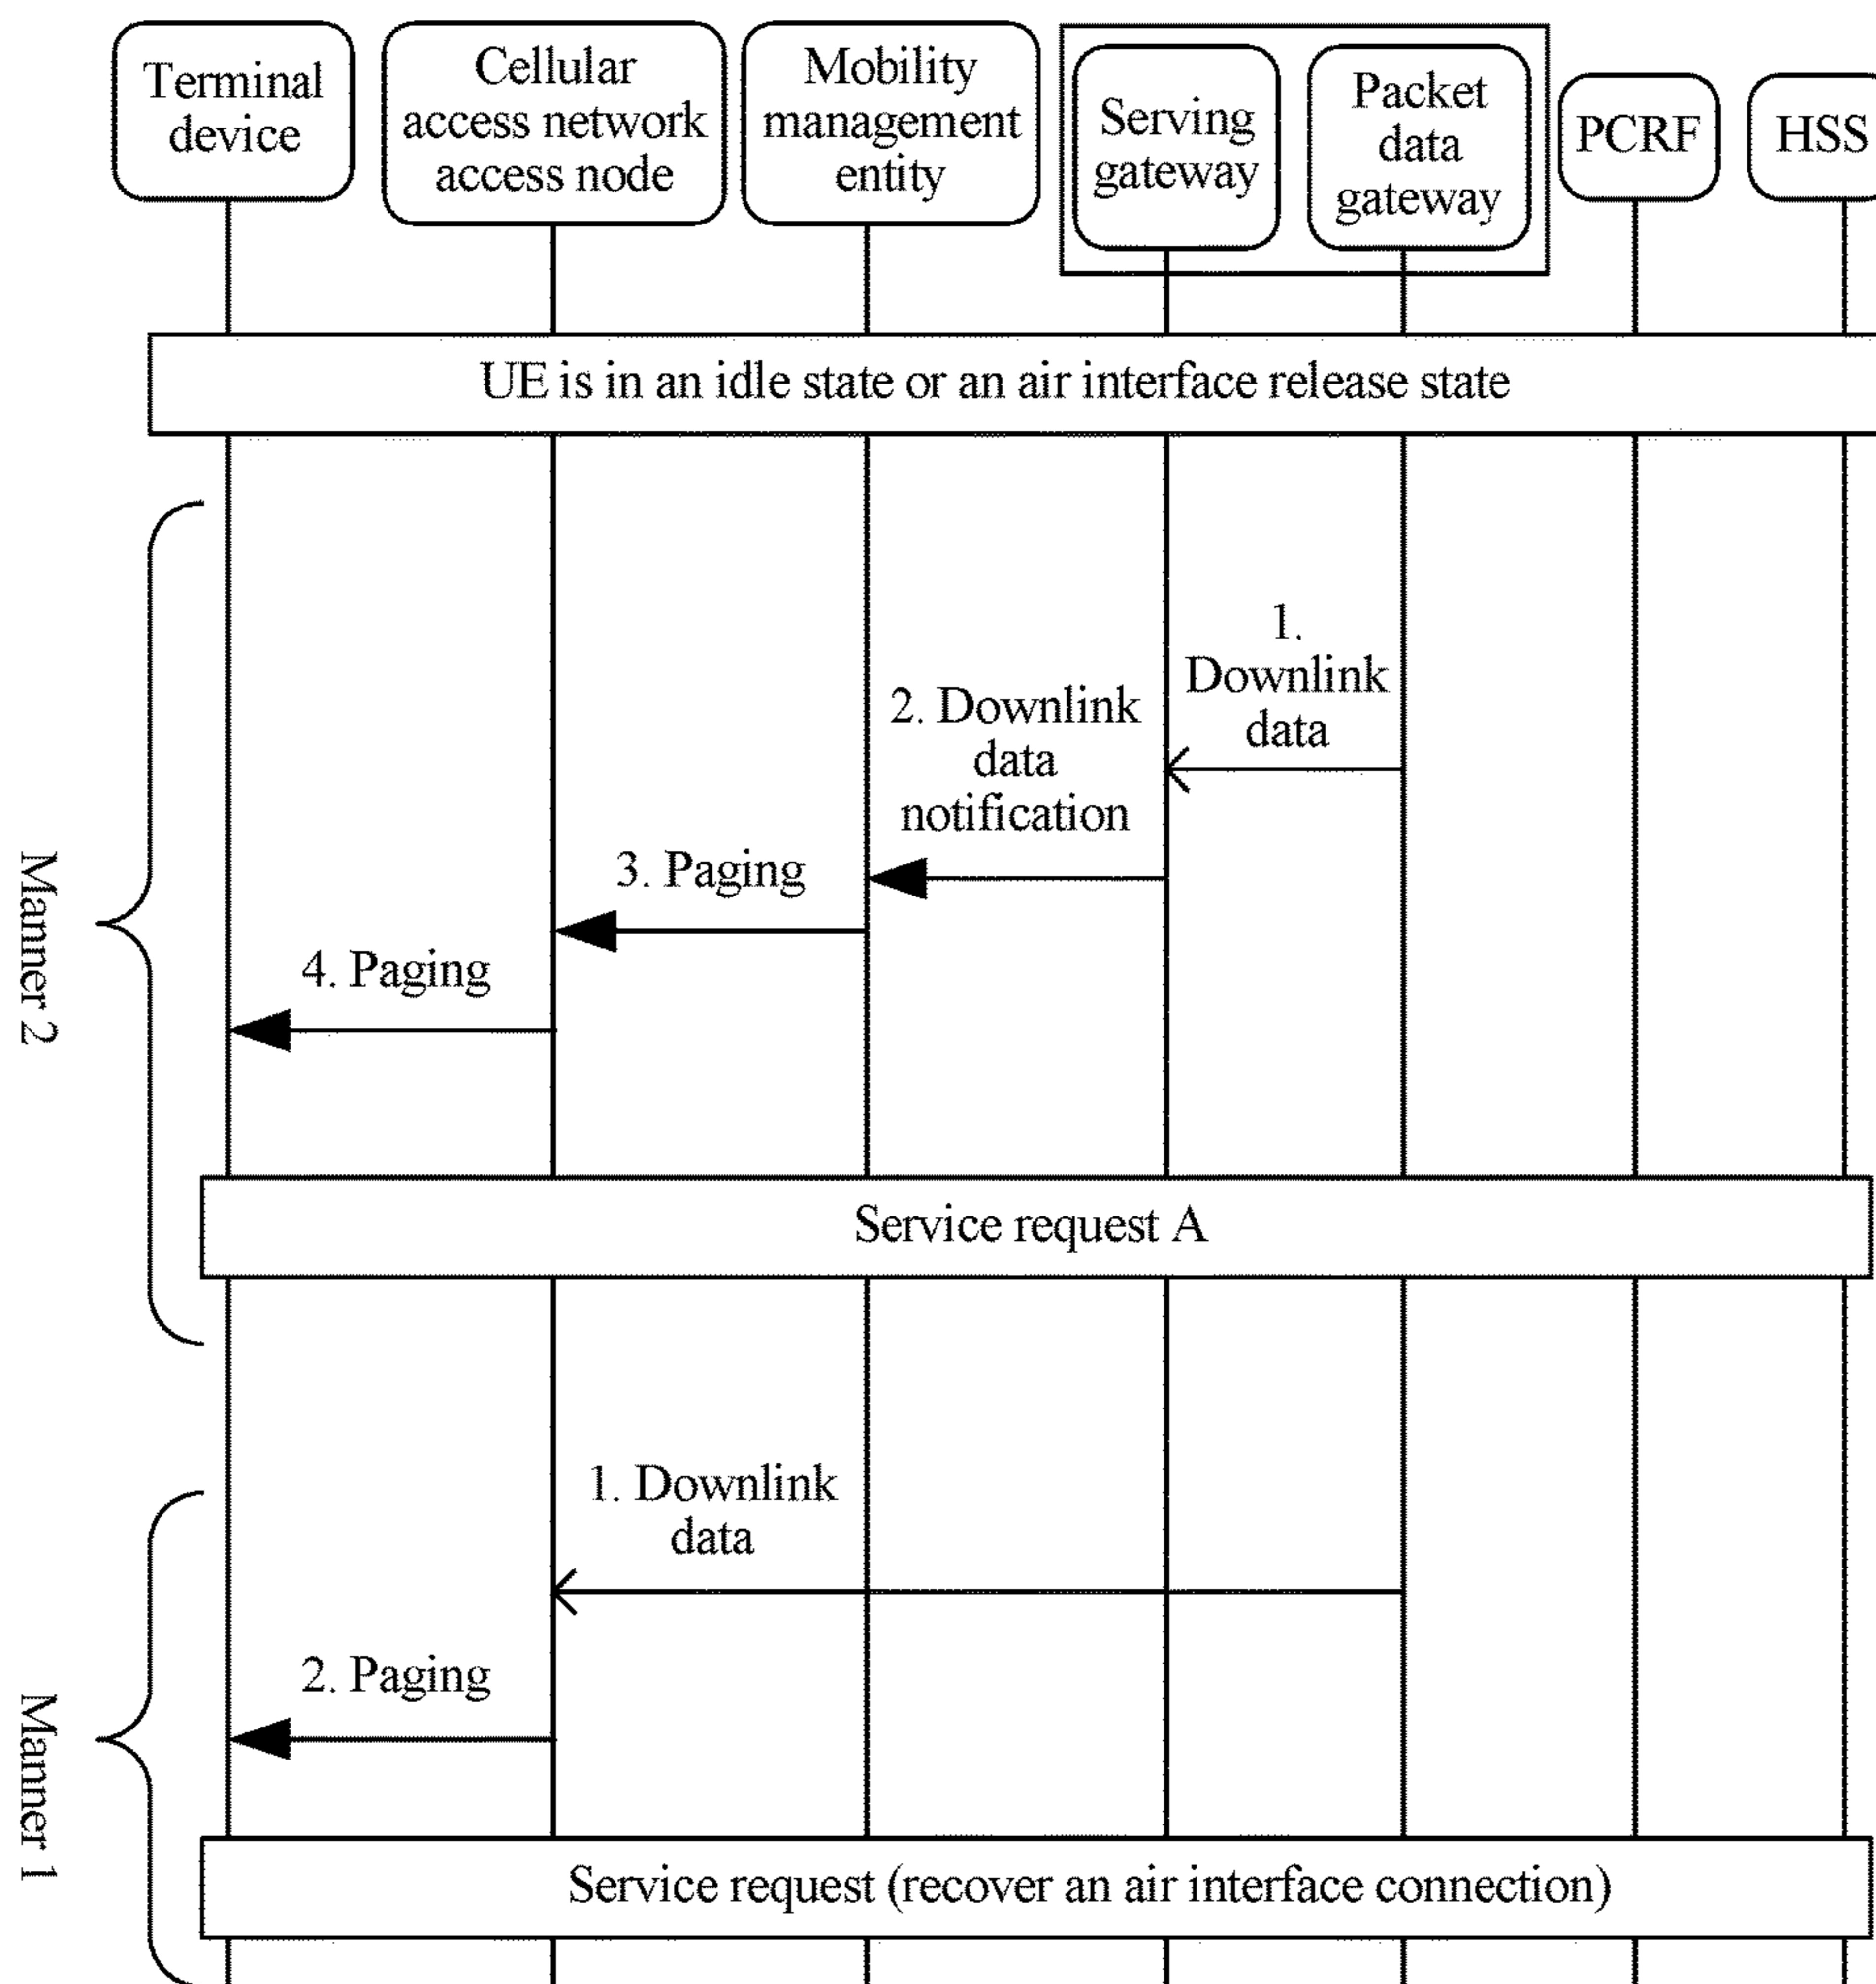 Terminal
device
Cellular
access network
access node
Mobility
management
entity
Serving
gateway
Packet
data
gateway
PCRF
HSS
UE is in an idle state or an air interface release state
Manner 2
1.
Downlink
data
2. Downlink
data
notification
3. Paging
4. Paging
Service request A
Manner 1
1. Downlink
data
2. Paging
Service request (recover an air interface connection)